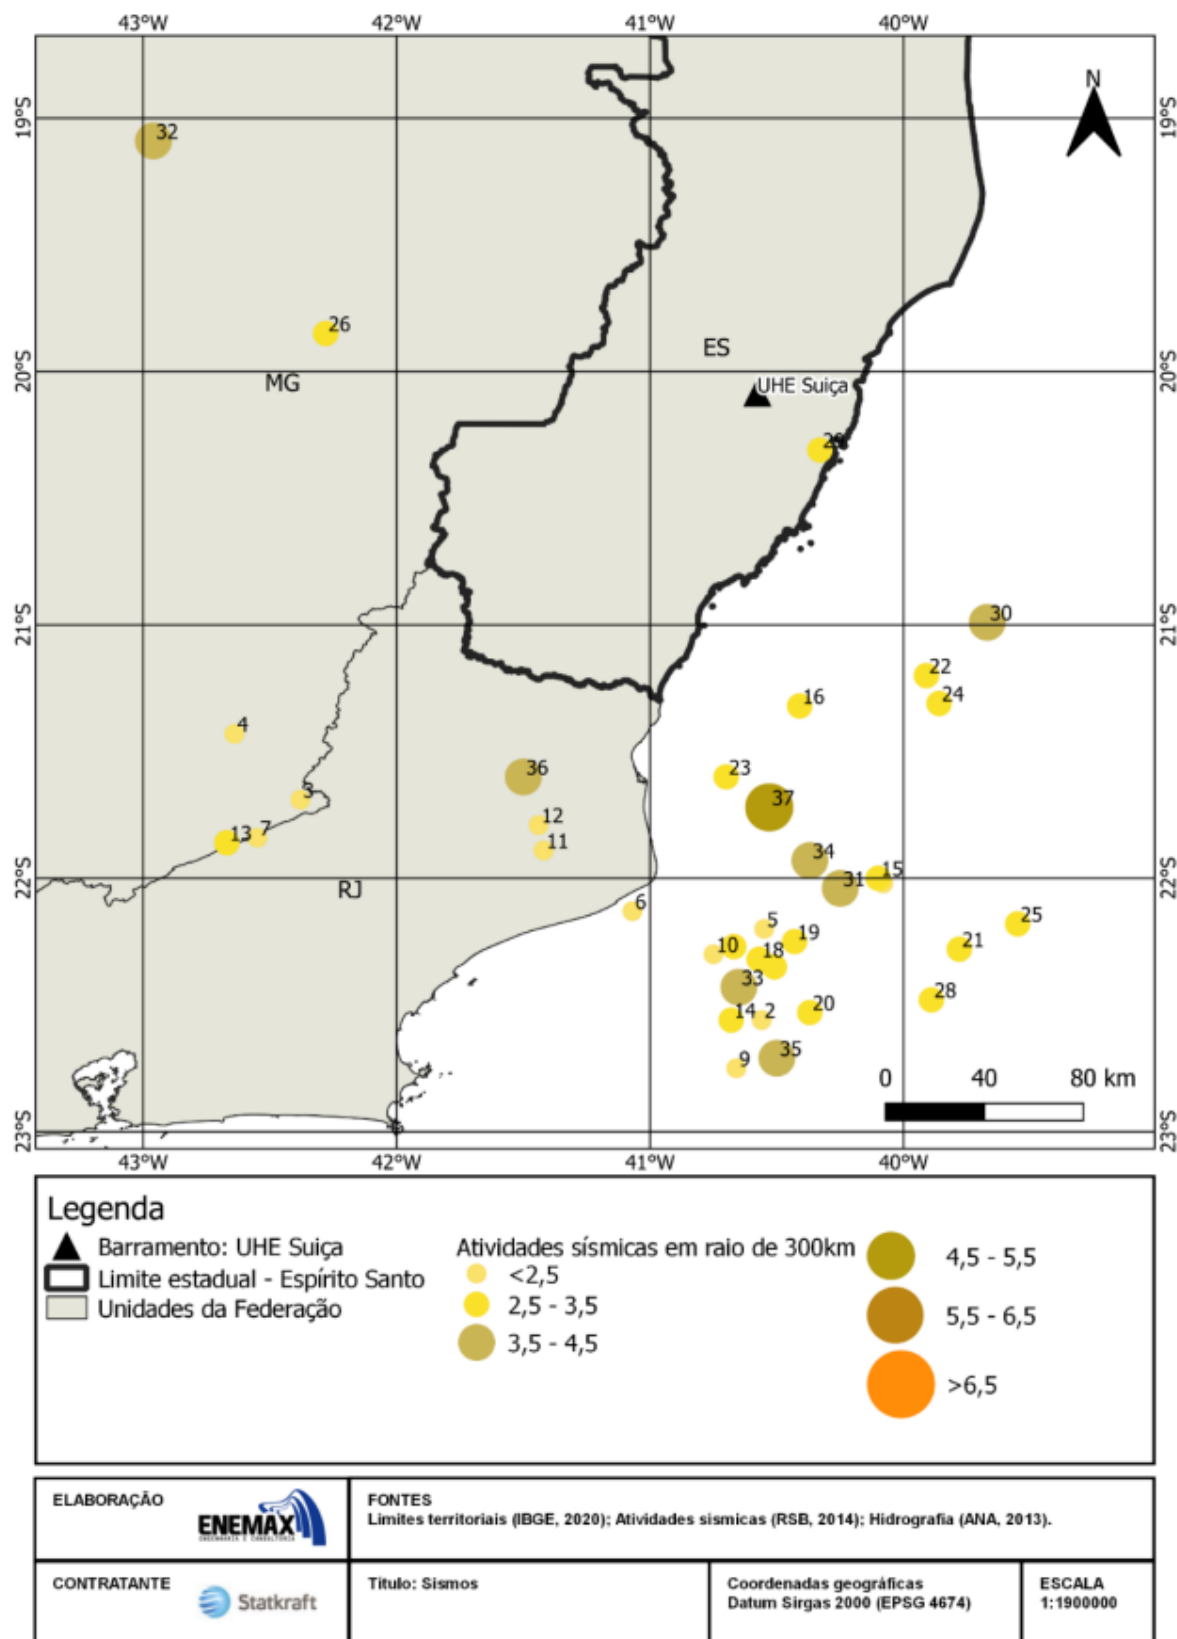 43°W 42°W 41°W 40°W
19°S 19°S
N
32
26
ES
20°S 20°S
MG
UHE Suiça
21°S 21°S
30
22
24
16
4
23
36
3
37
12
13 7
11
34
15
22°S 22°S
RJ
31
6
5
25
19
10
21
18
33
28
20
14 2
35
9
0 40 80 km
23°S 23°S
43°W 42°W 41°W 40°W
Legenda
Barramento: UHE Suiça
Limite estadual - Espírito Santo
Unidades da Federação
Atividades sísmicas em raio de 300km
<2,5
2,5 - 3,5
3,5 - 4,5
4,5 - 5,5
5,5 - 6,5
>6,5
ELABORAÇÃO
ENEMAX
ENGENHARIA E CONSULTORIA
FONTES
Limites territoriais (IBGE, 2020); Atividades sismicas (RSB, 2014); Hidrografia (ANA, 2013).
CONTRATANTE
Statkraft
Titulo: Sismos
Coordenadas geográficas
Datum Sirgas 2000 (EPSG 4674)
ESCALA
1:1900000